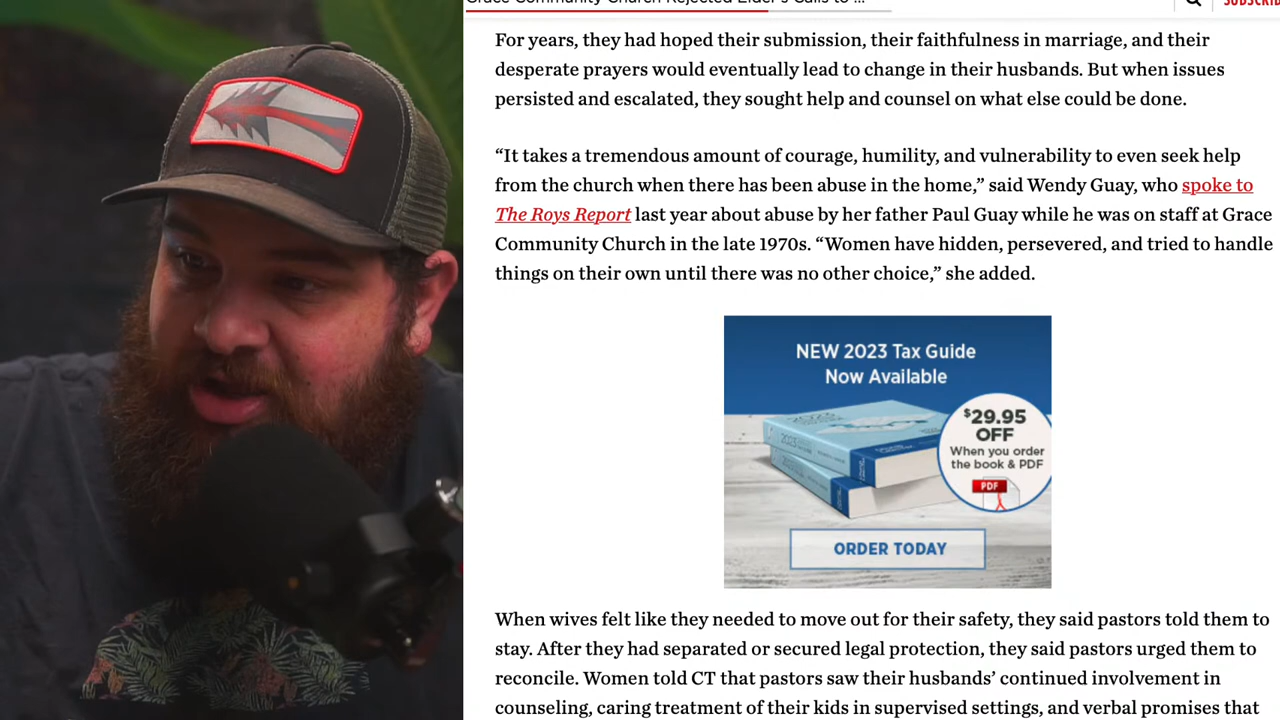 Grace Community Church Rejected Elder's Calls to ...
SUBSCRIB
For years, they had hoped their submission, their faithfulness in marriage, and their
desperate prayers would eventually lead to change in their husbands. But when issues
persisted and escalated, they sought help and counsel on what else could be done.
“It takes a tremendous amount of courage, humility, and vulnerability to even seek help
from the church when there has been abuse in the home,” said Wendy Guay, who spoke to
The Roys Report last year about abuse by her father Paul Guay while he was on staff at Grace
Community Church in the late 1970s. “Women have hidden, persevered, and tried to handle
things on their own until there was no other choice,” she added.
NEW 2023 Tax Guide
Now Available
2023
2023
$29.95
OFF
When you order
the book & PDF
PDF
ORDER TODAY
When wives felt like they needed to move out for their safety, they said pastors told them to
stay. After they had separated or secured legal protection, they said pastors urged them to
reconcile. Women told CT that pastors saw their husbands’ continued involvement in
counseling, caring treatment of their kids in supervised settings, and verbal promises that